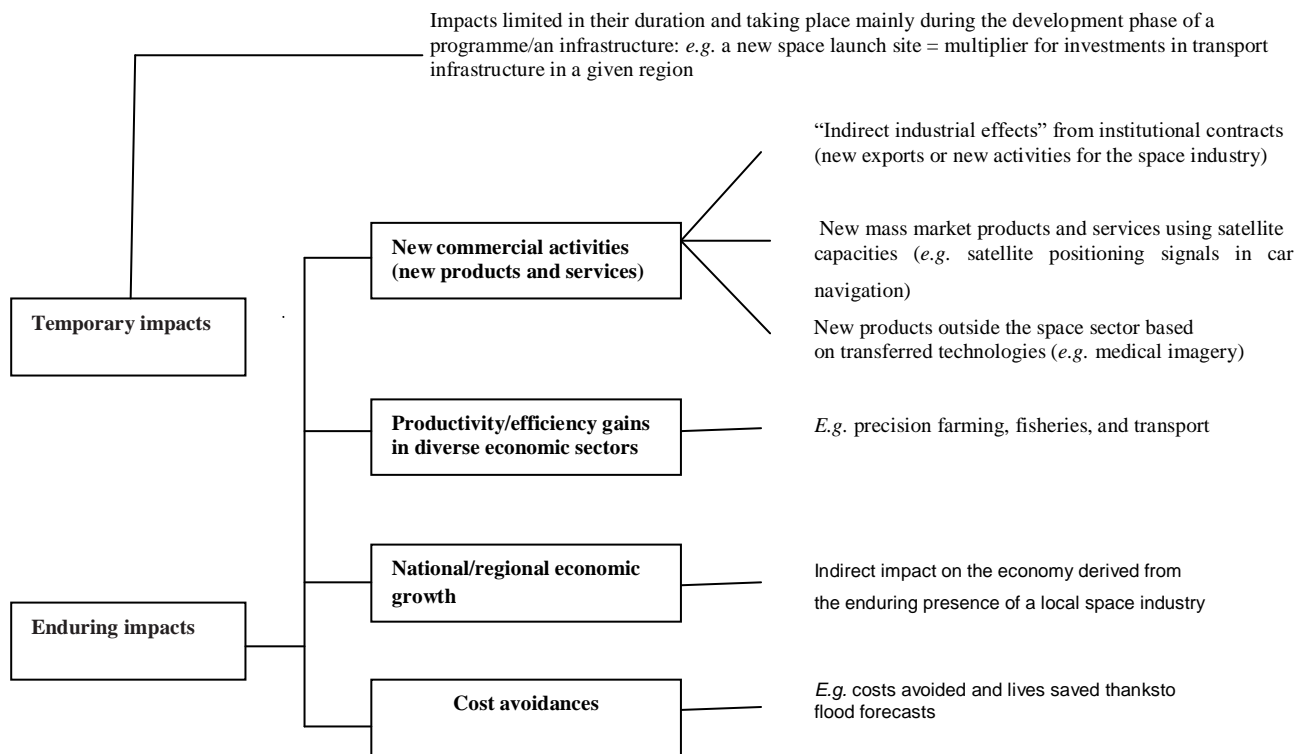 Impacts limited in their duration and taking place mainly during the development phase of a
programme/an infrastructure: e.g. a new space launch site = multiplier for investments in transport
infrastructure in a given region
“Indirect industrial effects” from institutional contracts
(new exports or new activities for the space industry)
New commercial activities
(new products and services)
New mass market products and services using satellite
capacities (e.g. satellite positioning signals in car
navigation)
Temporary impacts
New products outside the space sector based
on transferred technologies (e.g. medical imagery)
Productivity/efficiency gains
in diverse economic sectors
E.g. precision farming, fisheries, and transport
National/regional economic
growth
Indirect impact on the economy derived from
the enduring presence of a local space industry
Enduring impacts
Cost avoidances
E.g. costs avoided and lives saved thanksto
flood forecasts